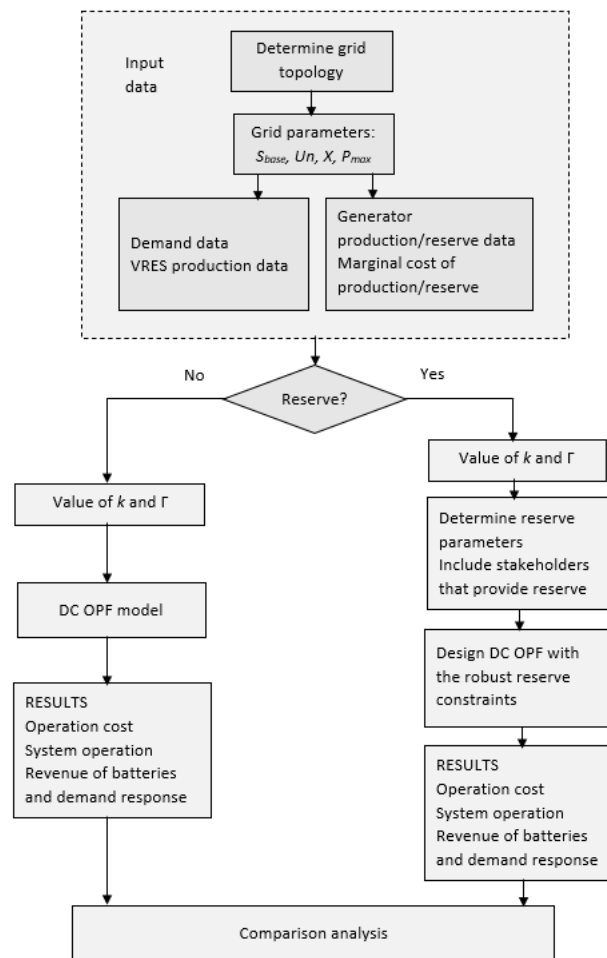 Input
data
Determine grid
topology
Grid parameters:
Sbase, Un, X, Pmax
Demand data
VRES production data
Generator
production/reserve data
Marginal cost of
production/reserve
No
Reserve?
Yes
Value of k and Γ
DC OPF model
RESULTS
Operation cost
System operation
Revenue of batteries
and demand response
Value of k and Γ
Determine reserve
parameters
Include stakeholders
that provide reserve
Design DC OPF with
the robust reserve
constraints
RESULTS
Operation cost
System operation
Revenue of batteries
and demand response
Comparison analysis